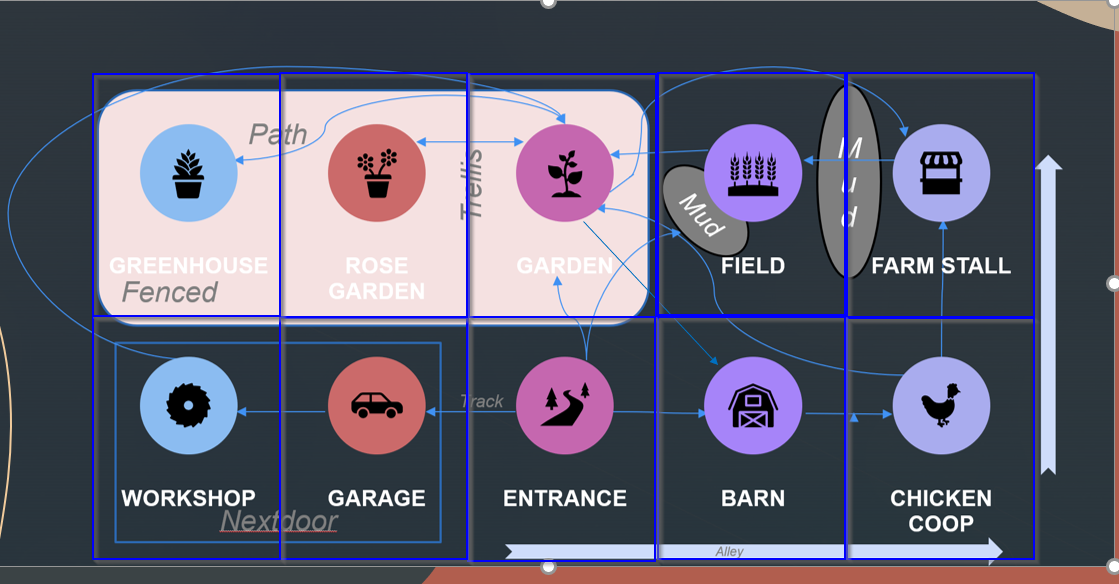 Path
Trellis
Mud
Mud
GREENHOUSE
ROSE
GARDEN
GARDEN
FIELD
FARM STALL
Fenced
Track
WORKSHOP
GARAGE
ENTRANCE
BARN
CHICKEN
COOP
Nextdoor
Alley